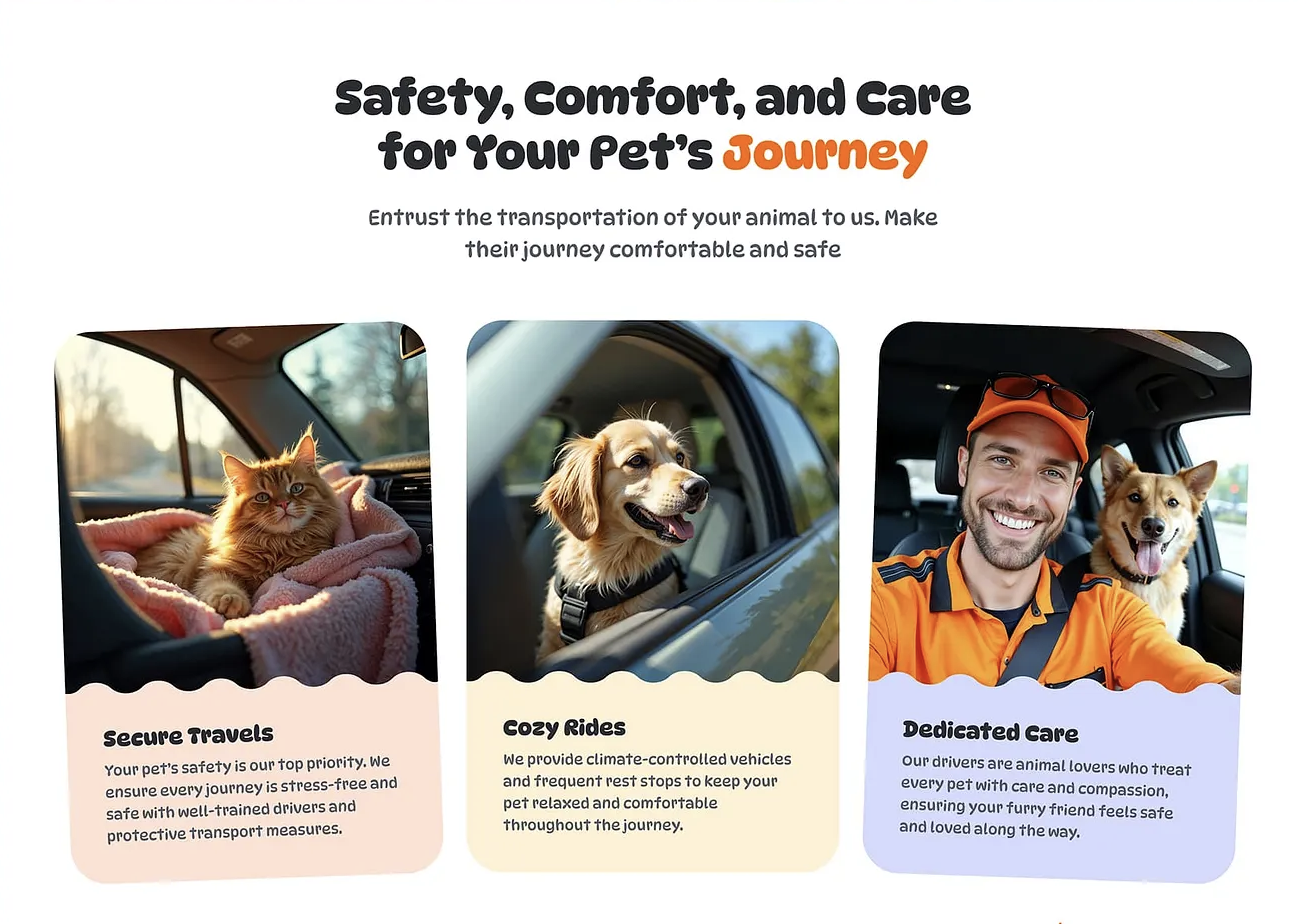 Safety, Comfort, and Care
for Your Pet's Journey
Entrust the transportation of your animal to us. Make
their journey comfortable and safe
Secure Travels
Your pet's safety is our top priority. We
ensure every journey is stress-free and
safe with well-trained drivers and
protective transport measures.
Cozy Rides
We provide climate-controlled vehicles
and frequent rest stops to keep your
pet relaxed and comfortable
throughout the journey.
Dedicated Care
Our drivers are animal lovers who treat
every pet with care and compassion,
ensuring your furry friend feels safe
and loved along the way.